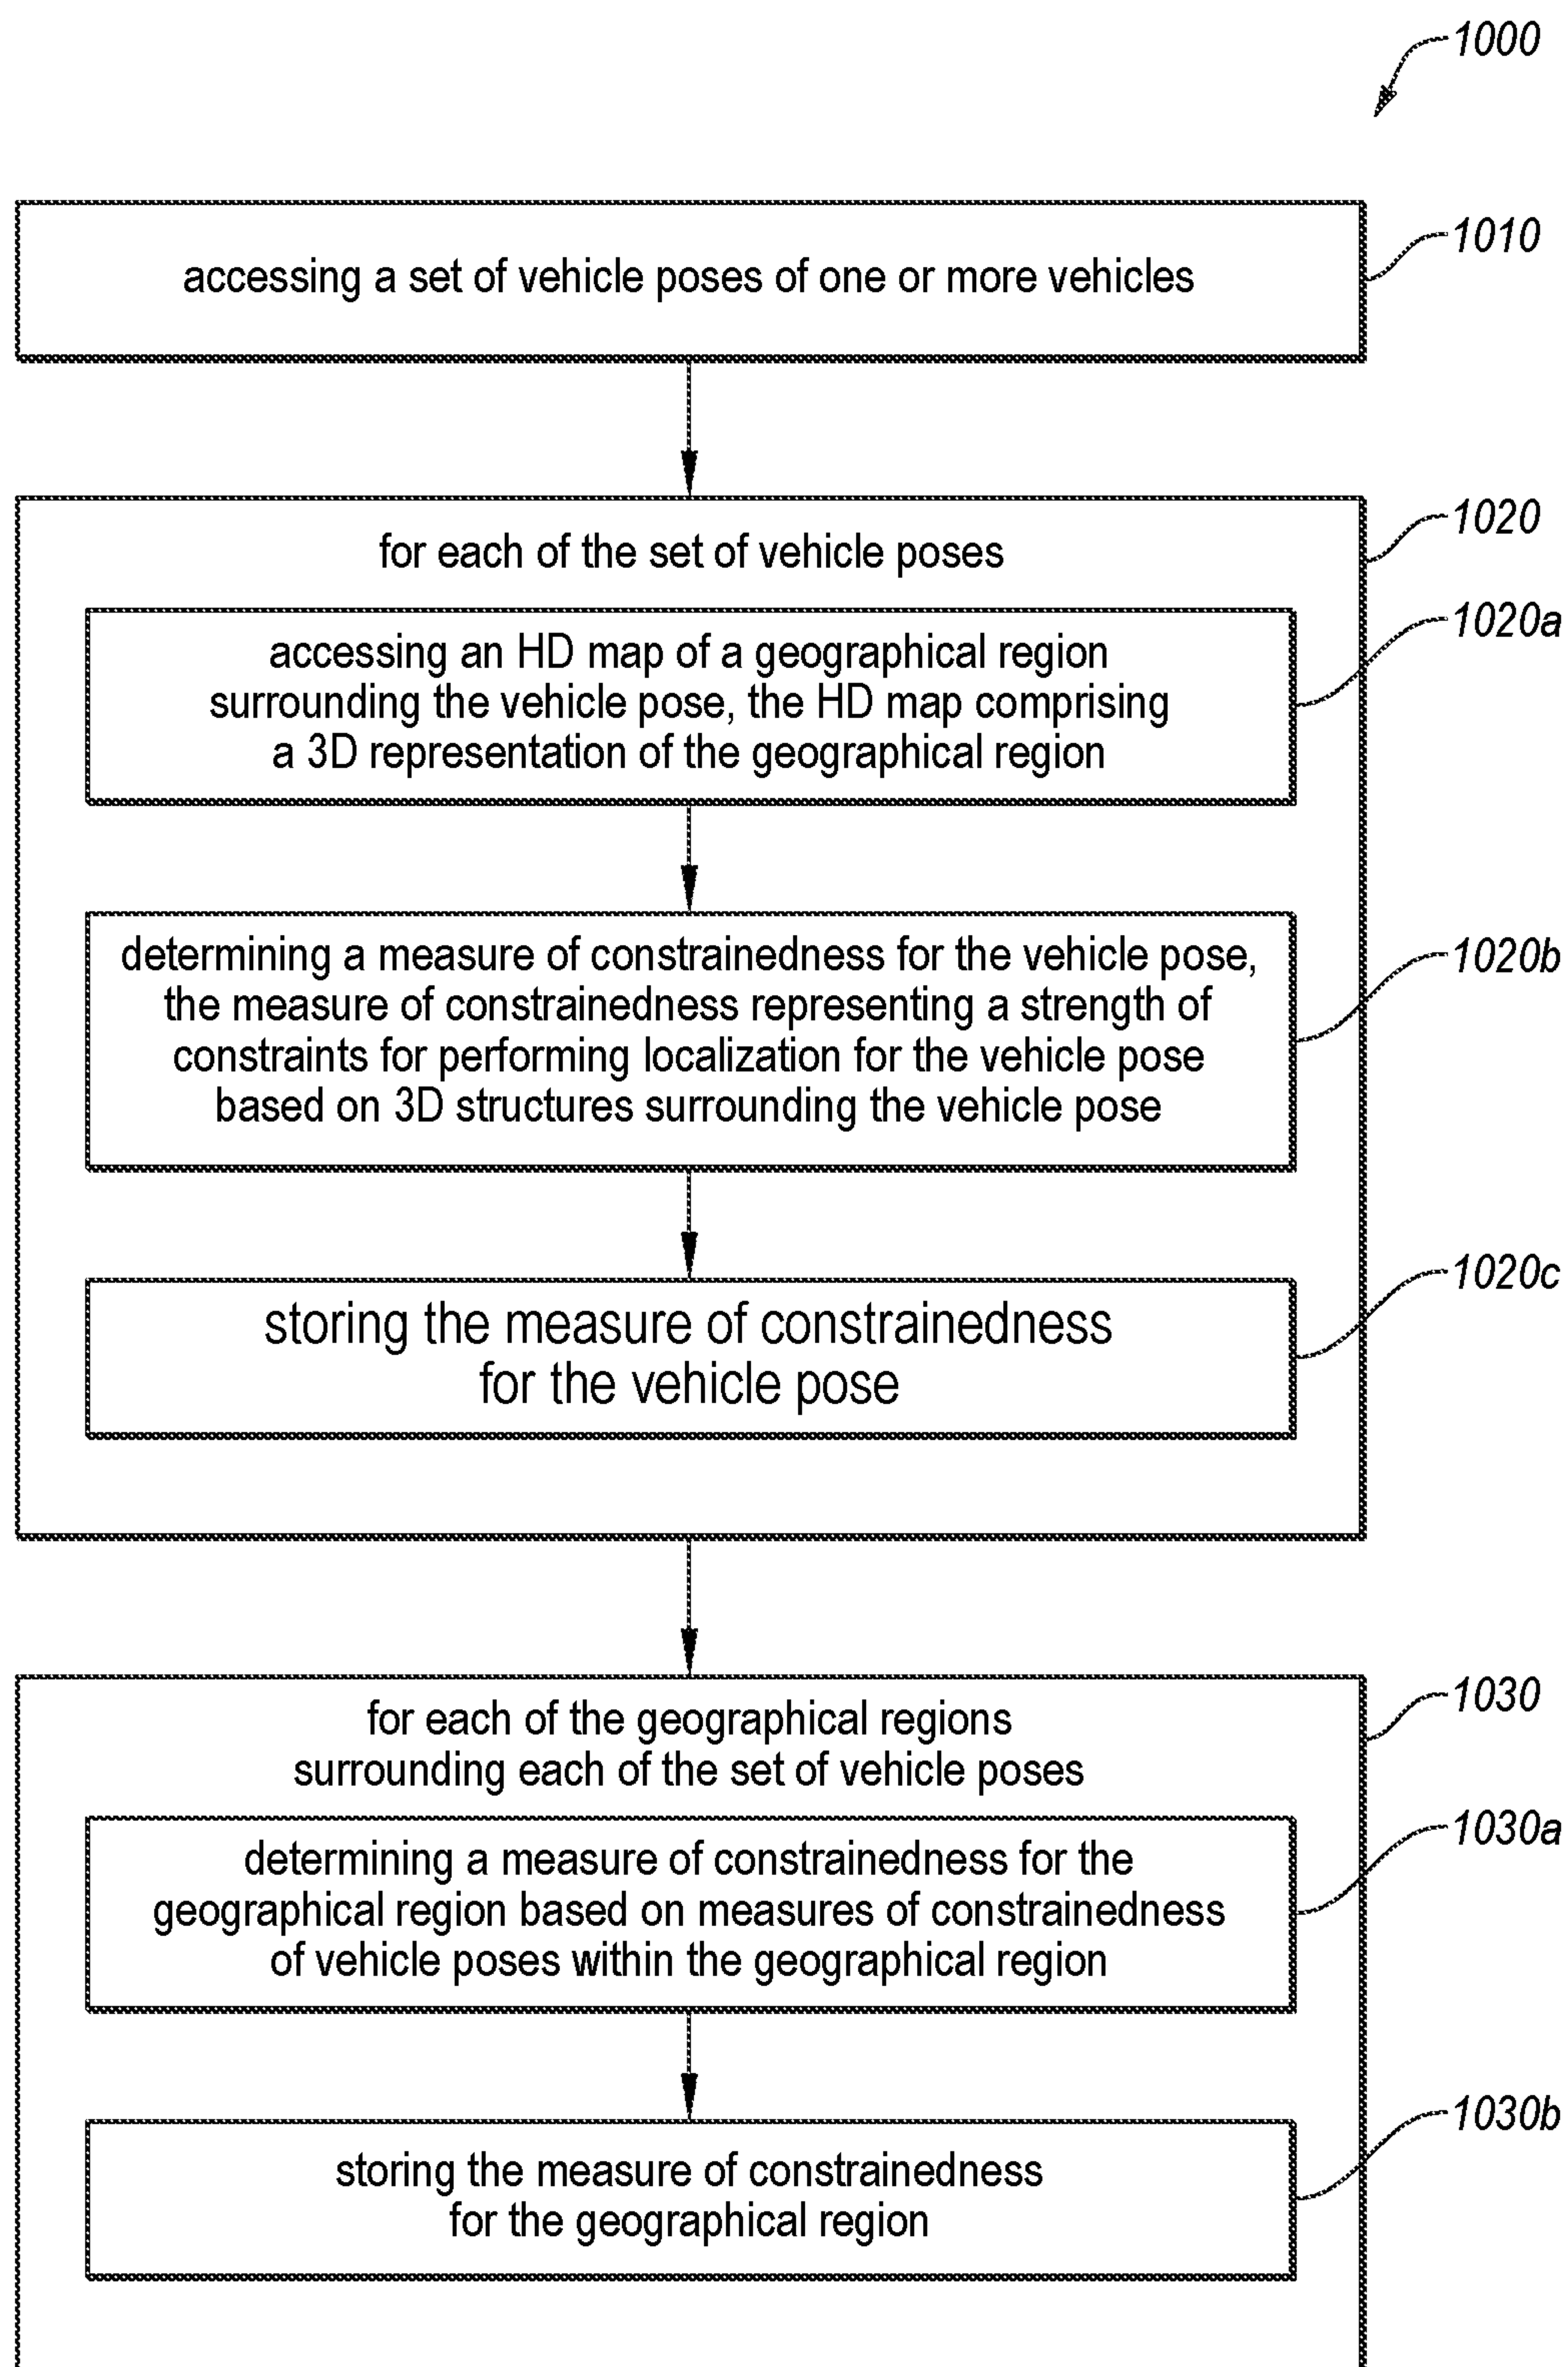 1000
accessing a set of vehicle poses of one or more vehicles
1010
for each of the set of vehicle poses
1020
accessing an HD map of a geographical region
surrounding the vehicle pose, the HD map comprising
a 3D representation of the geographical region
1020a
determining a measure of constrainedness for the vehicle pose,
the measure of constrainedness representing a strength of
constraints for performing localization for the vehicle pose
based on 3D structures surrounding the vehicle pose
1020b
storing the measure of constrainedness
for the vehicle pose
1020c
for each of the geographical regions
surrounding each of the set of vehicle poses
1030
determining a measure of constrainedness for the
geographical region based on measures of constrainedness
of vehicle poses within the geographical region
1030a
storing the measure of constrainedness
for the geographical region
1030b